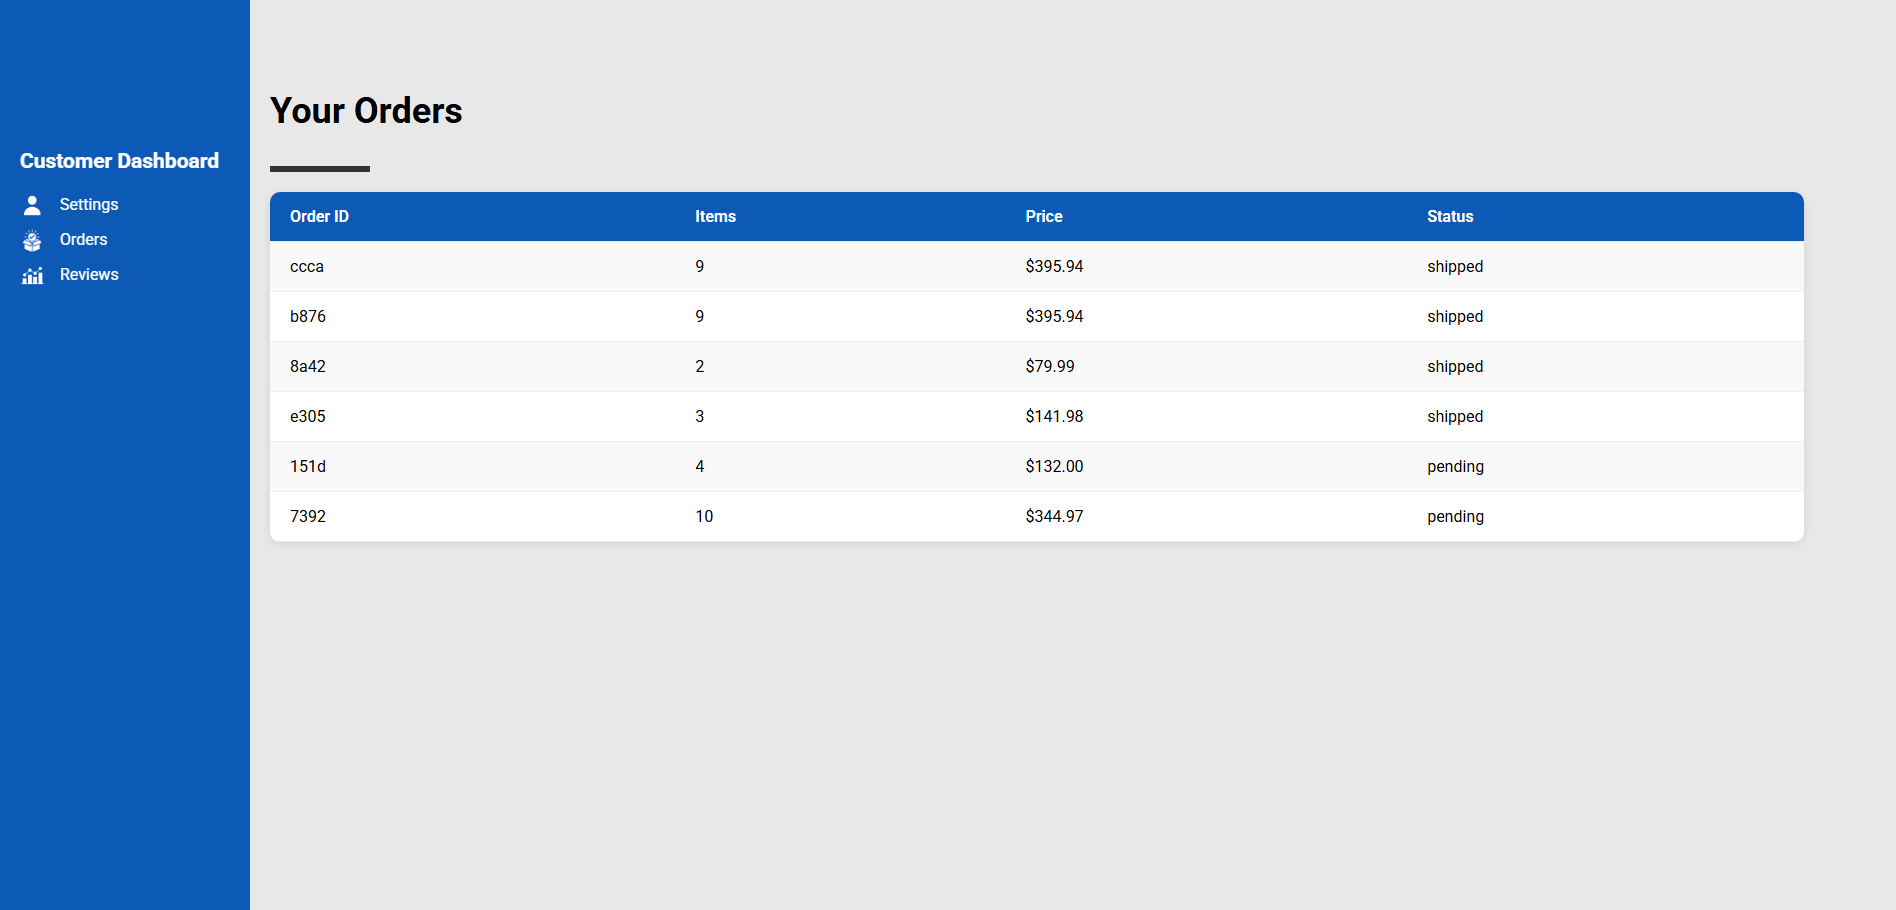 Customer Dashboard
Settings
Orders
Reviews
Your Orders
Order ID Items Price Status
ccca 9 $395.94 shipped
b876 9 $395.94 shipped
8a42 2 $79.99 shipped
e305 3 $141.98 shipped
151d 4 $132.00 pending
7392 10 $344.97 pending